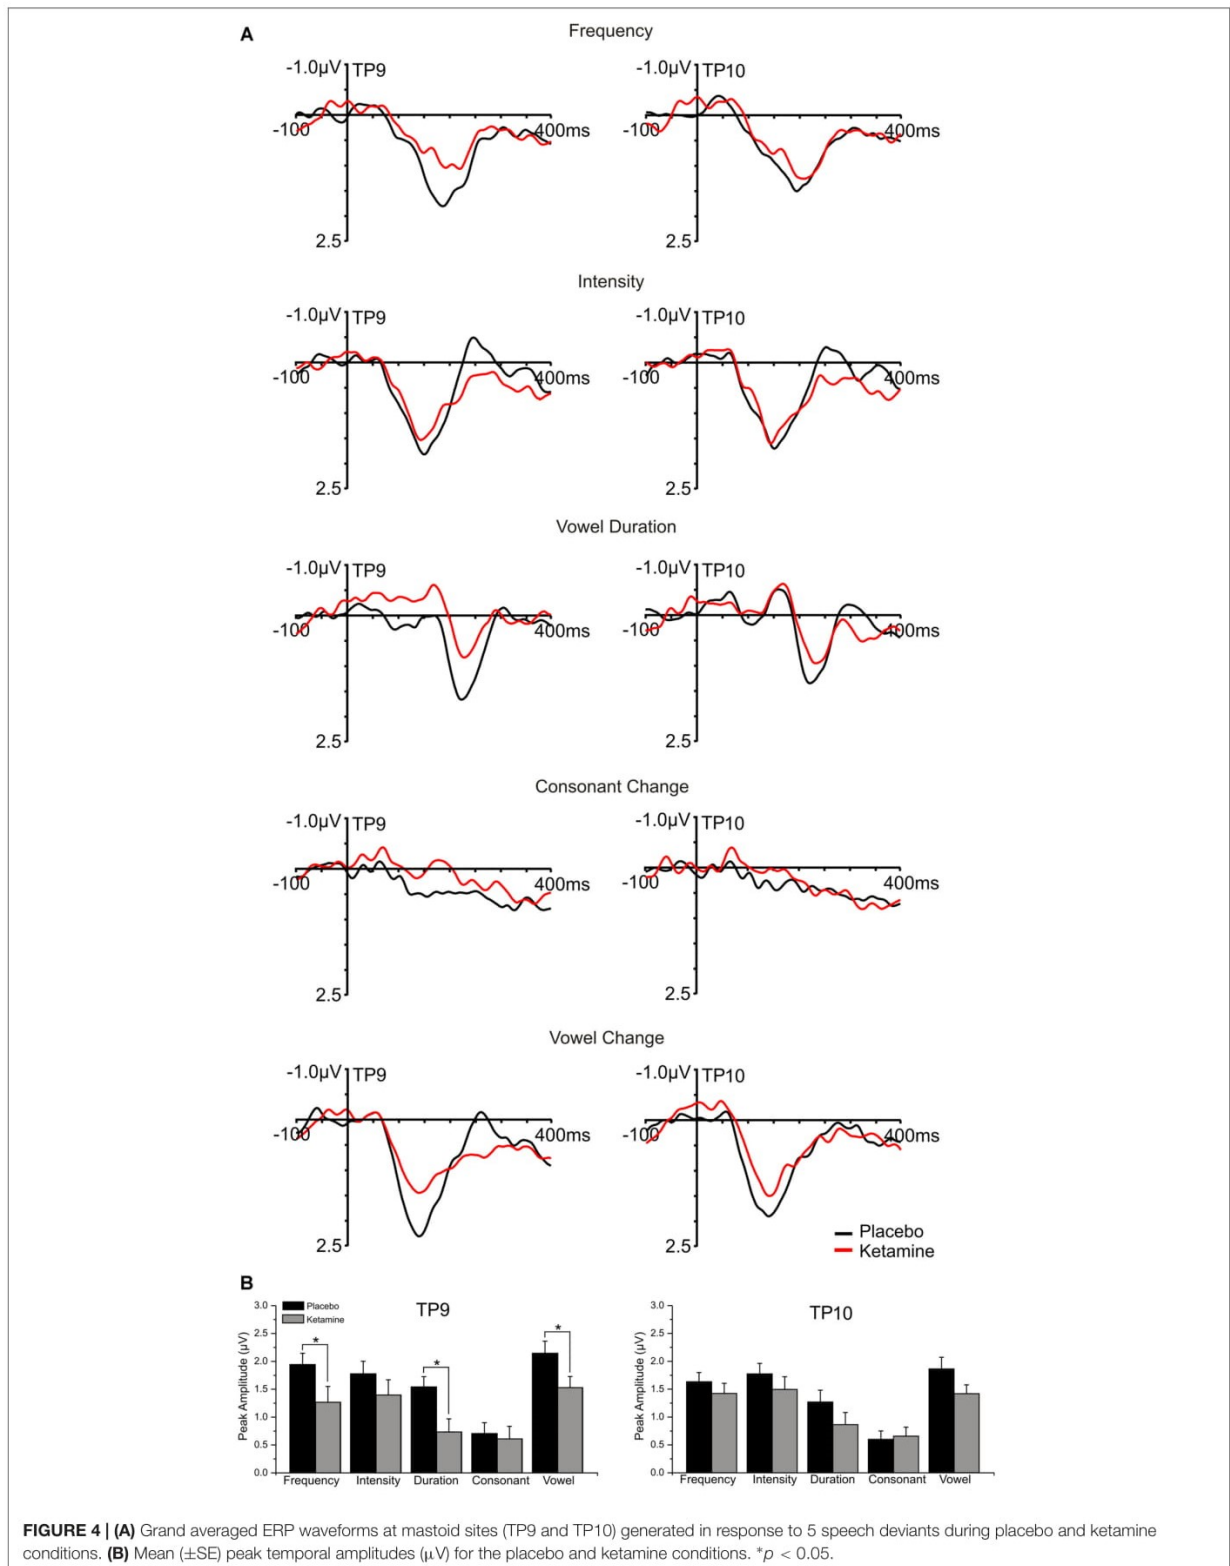 A
Frequency
-1.0µV TP9
-100
400ms
2.5
-1.0µV TP10
-100
400ms
2.5
Intensity
-1.0µV TP9
-100
400ms
2.5
-1.0µV TP10
-100
400ms
2.5
Vowel Duration
-1.0µV TP9
-100
400ms
2.5
-1.0µV TP10
-100
00ms
2.5
Consonant Change
-1.0µV TP9
-100
400ms
2.5
-1.0µV TP10
-100
400ms
2.5
Vowel Change
-1.0µV TP9
-100
400ms
2.5
-1.0µV TP10
-100
400ms
2.5
Placebo
Ketamine
B
TP9
Placebo
Ketamine
Peak Amplitude (µV)
3.0
2.5
2.0
1.5
1.0
0.5
0.0
*
*
*
Frequency Intensity Duration Consonant Vowel
TP10
Peak Amplitude (µV)
3.0
2.5
2.0
1.5
1.0
0.5
0.0
Frequency Intensity Duration Consonant Vowel
FIGURE 4 | (A) Grand averaged ERP waveforms at mastoid sites (TP9 and TP10) generated in response to 5 speech deviants during placebo and ketamine
conditions. (B) Mean (±SE) peak temporal amplitudes (µV) for the placebo and ketamine conditions. *p < 0.05.